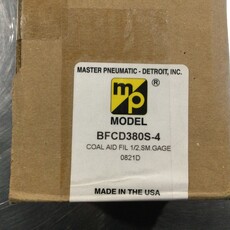 MASTER PNEUMATIC - DETROIT, INC.
m/p ®
MODEL
BFCD380S-4
COAL AID FIL 1/2,SM.GAGE
0821D
MADE IN THE USA